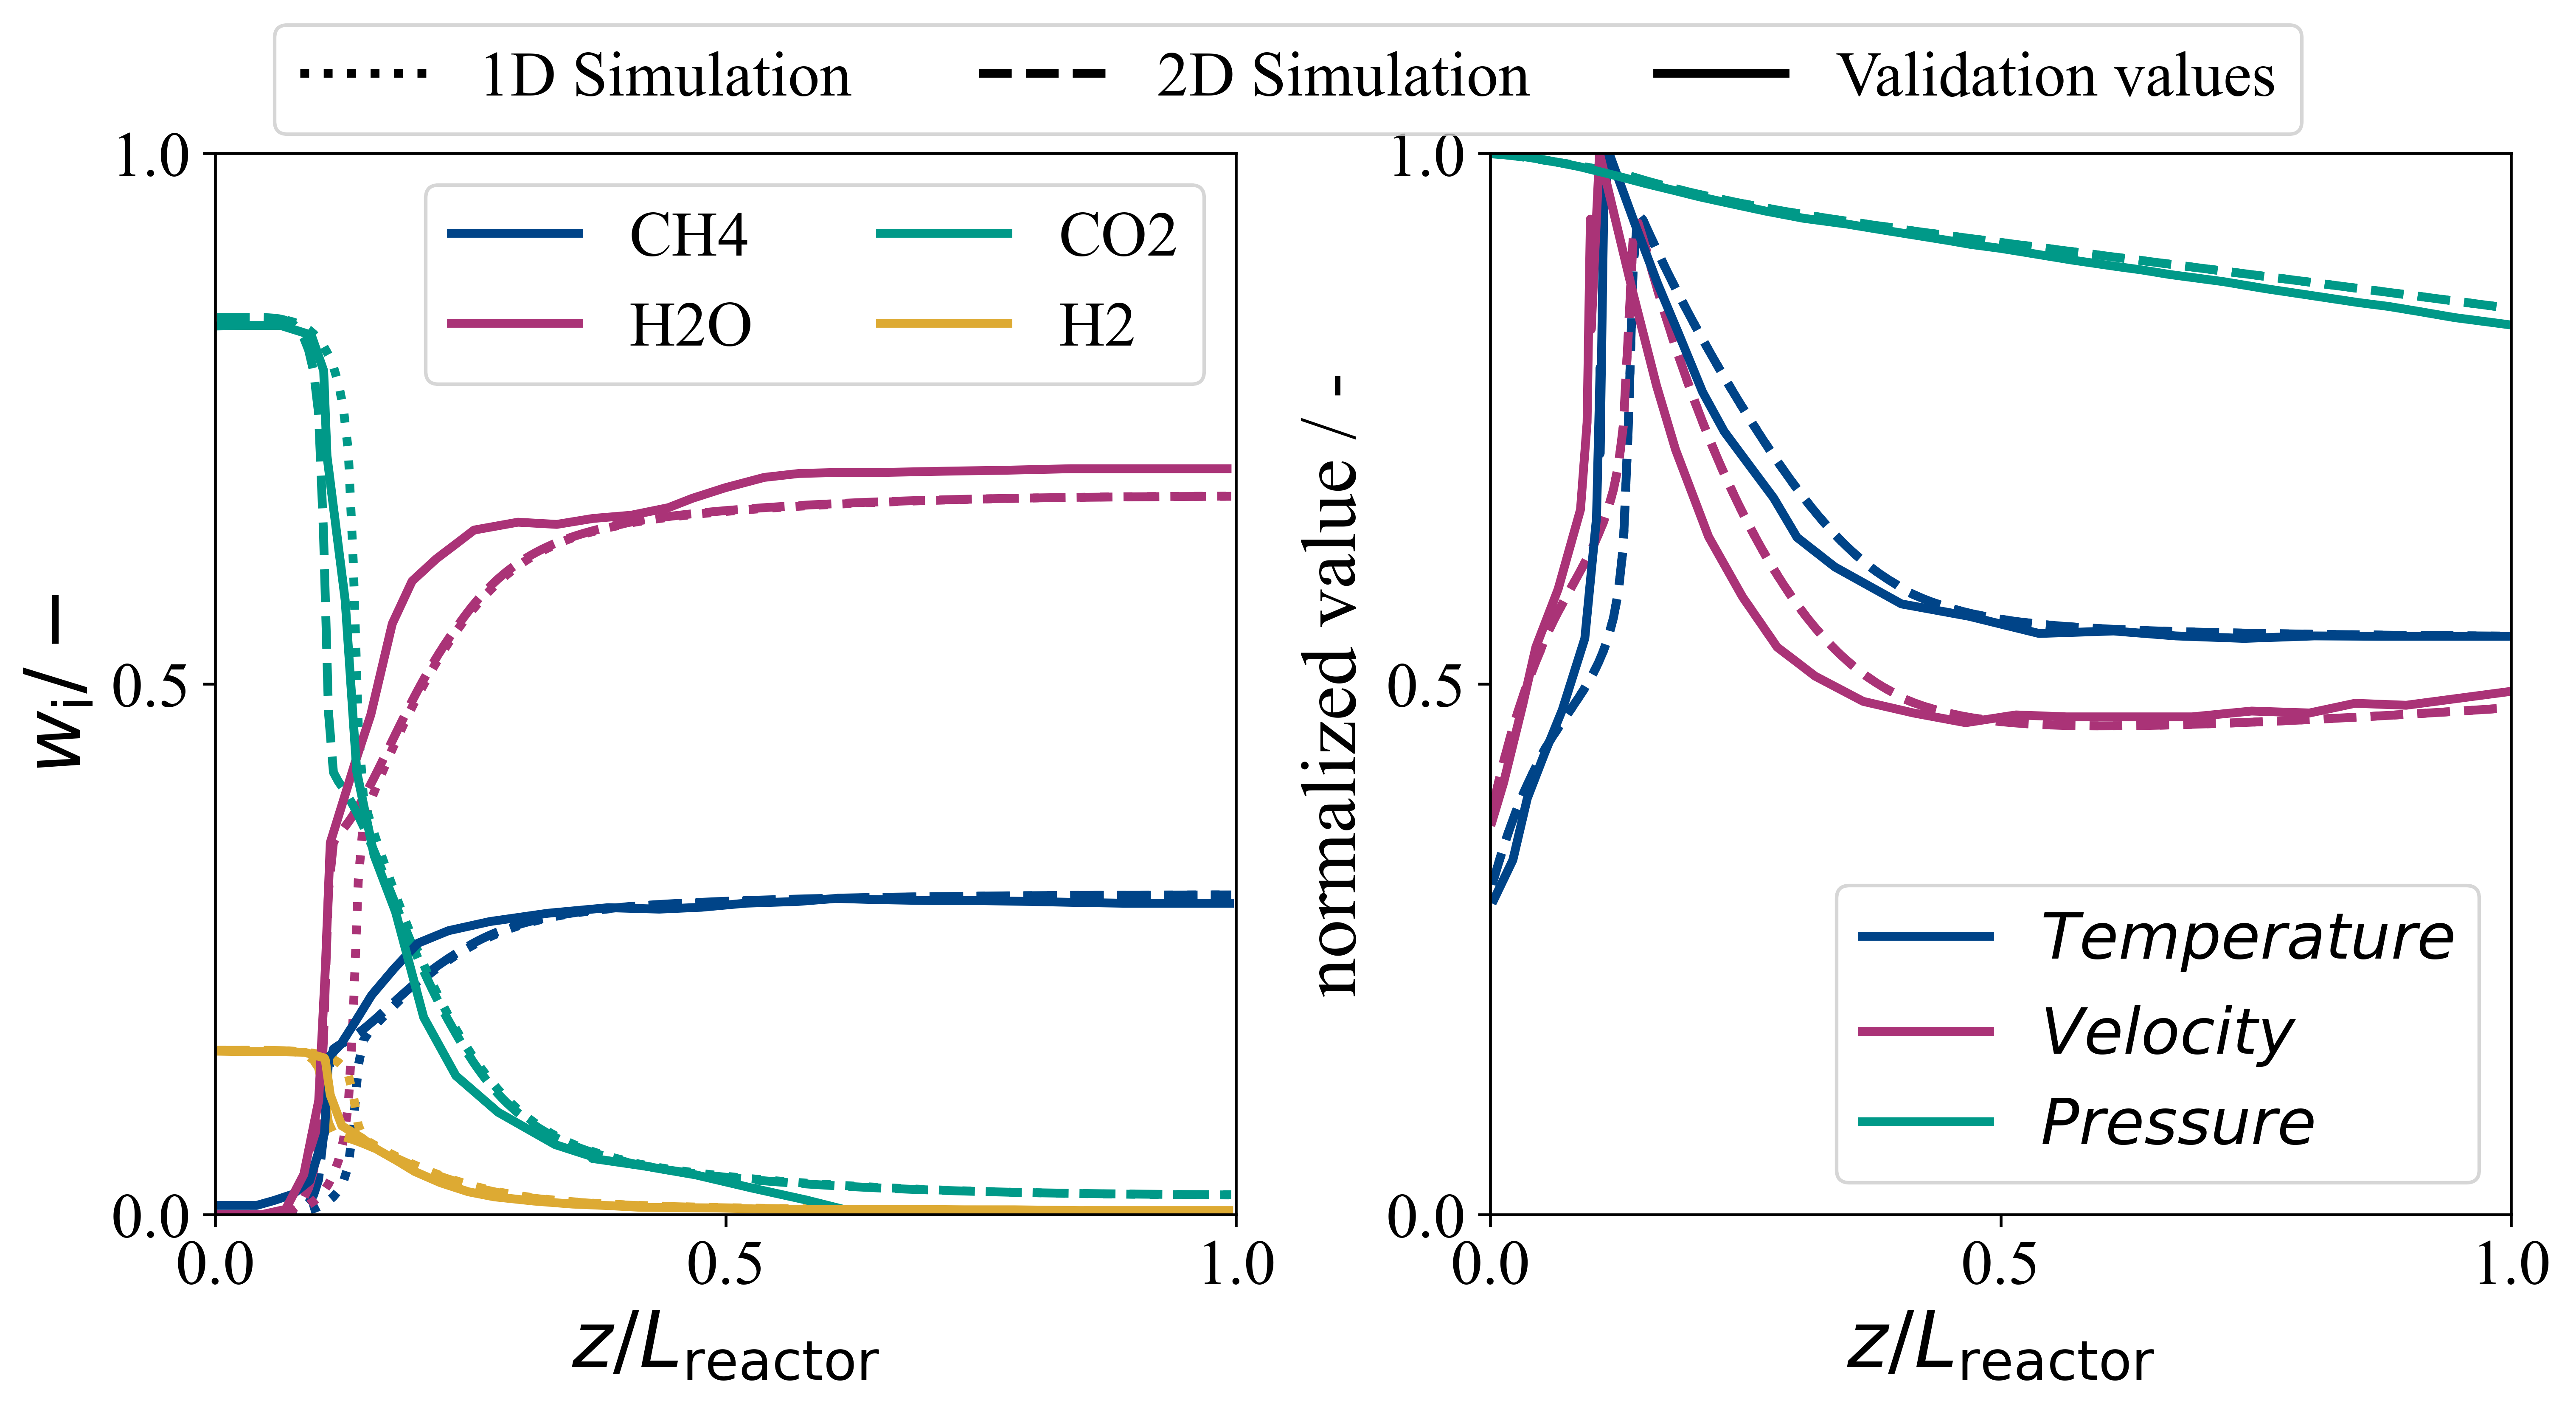 1D Simulation 2D Simulation Validation values
1.0
0.5
0.0
w_i / −
CH4 CO2
H2O H2
0.0 0.5 1.0
z/L_reactor
1.0
0.5
0.0
normalized value / -
Temperature
Velocity
Pressure
0.0 0.5 1.0
z/L_reactor